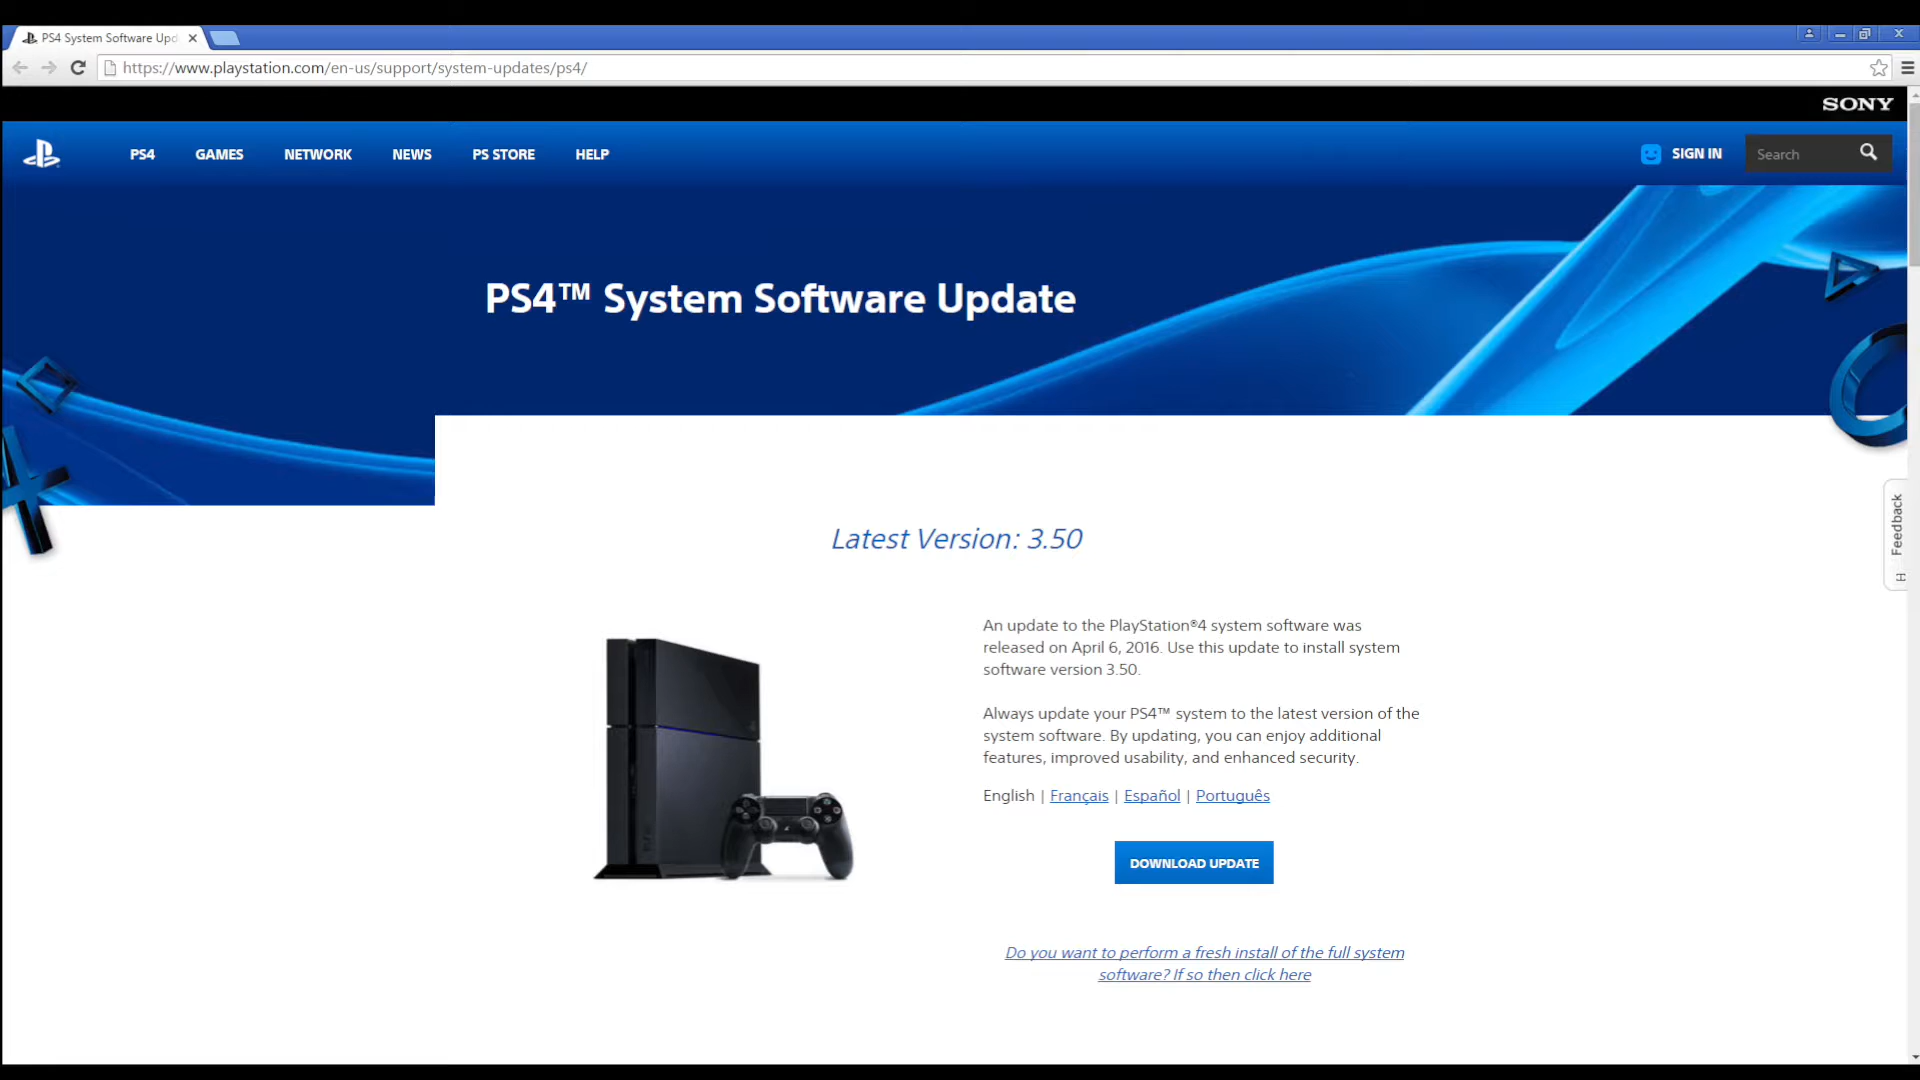 PS4 System Software Upd
https://www.playstation.com/en-us/support/system-updates/ps4/
SONY
PS4
GAMES
NETWORK
NEWS
PS STORE
HELP
SIGN IN
Search
PS4™ System Software Update
Latest Version: 3.50
An update to the PlayStation®4 system software was
released on April 6, 2016. Use this update to install system
software version 3.50.
Always update your PS4™ system to the latest version of the
system software. By updating, you can enjoy additional
features, improved usability, and enhanced security.
English | Français | Español | Português
DOWNLOAD UPDATE
Do you want to perform a fresh install of the full system
software? If so then click here
Feedback